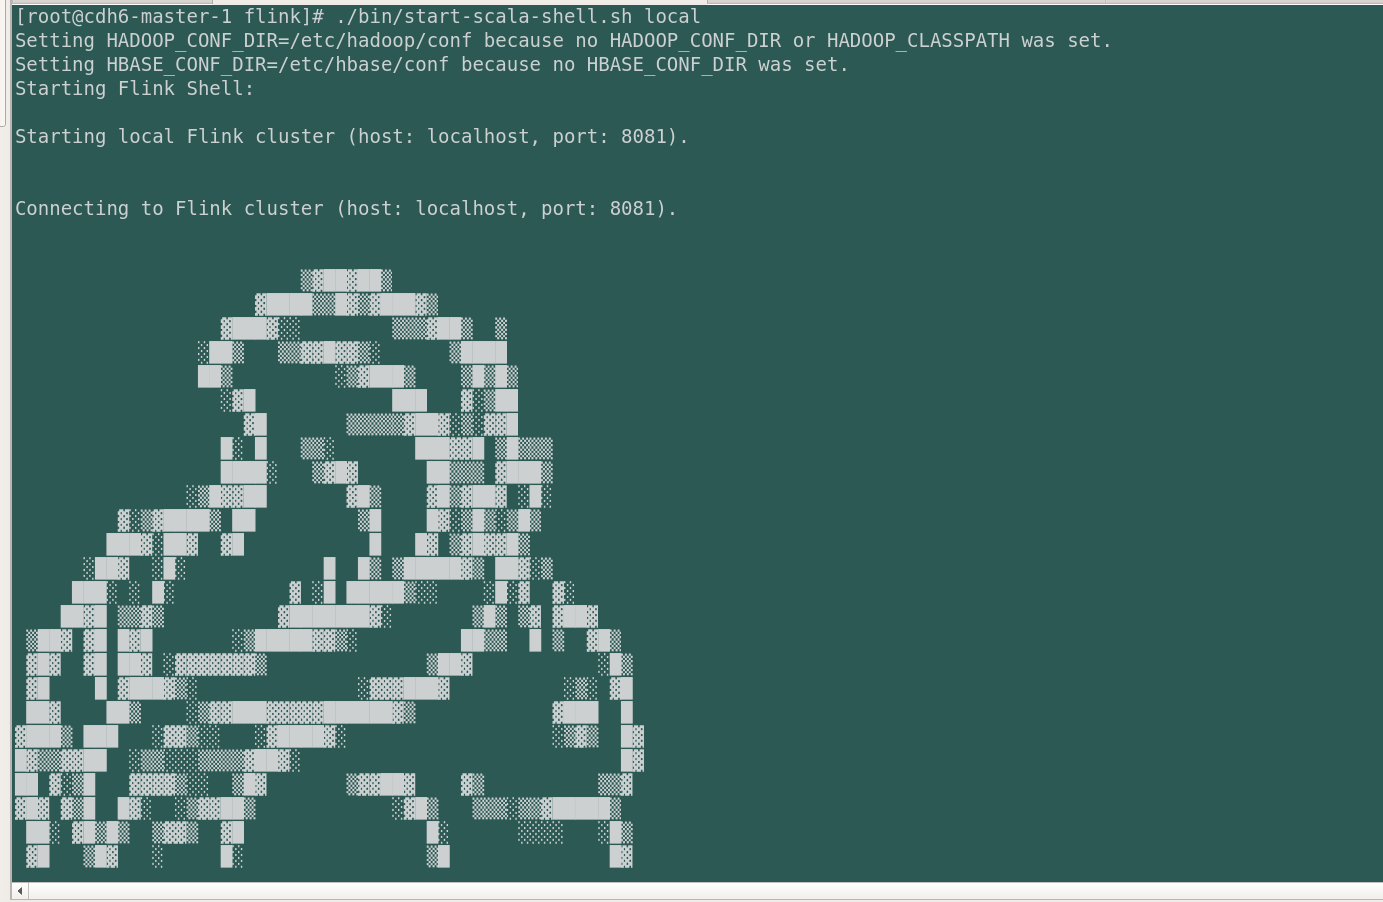 [root@cdh6-master-1 flink]# ./bin/start-scala-shell.sh local
Setting HADOOP_CONF_DIR=/etc/hadoop/conf because no HADOOP_CONF_DIR or HADOOP_CLASSPATH was set.
Setting HBASE_CONF_DIR=/etc/hbase/conf because no HBASE_CONF_DIR was set.
Starting Flink Shell:
Starting local Flink cluster (host: localhost, port: 8081).
Connecting to Flink cluster (host: localhost, port: 8081).